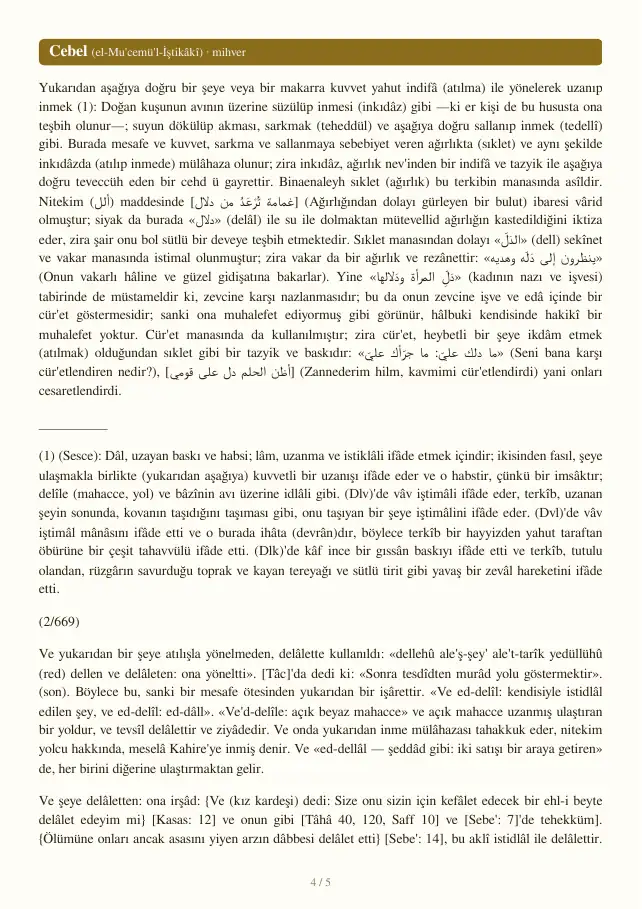 Cebel (el-Mu'cemü'l-İştikâkî) · mihver
Yukarıdan aşağıya doğru bir şeye veya bir makarra kuvvet yahut indifâ (atılma) ile yönelerek uzanıp
inmek (1): Doğan kuşunun avının üzerine süzülüp inmesi (inkıdâz) gibi —ki er kişi de bu hususta ona
teşbih olunur—; suyun dökülüp akması, sarkmak (teheddül) ve aşağıya doğru sallanıp inmek (tedellî)
gibi. Burada mesafe ve kuvvet, sarkma ve sallanmaya sebebiyet veren ağırlıkta (sıklet) ve aynı şekilde
inkıdâzda (atılıp inmede) mülâhaza olunur; zira inkıdâz, ağırlık nev'inden bir indifâ ve tazyik ile aşağıya
doğru teveccüh eden bir cehd ü gayrettir. Binaenaleyh sıklet (ağırlık) bu terkibin manasında asîldir.
Nitekim (ألل) maddesinde [غمامة تُرَعَدُ من دلال] (Ağırlığından dolayı gürleyen bir bulut) ibaresi vârid
olmuştur; siyak da burada «دلال» (delâl) ile su ile dolmaktan mütevellid ağırlığın kastedildiğini iktiza
eder, zira şair onu bol sütlü bir deveye teşbih etmektedir. Sıklet manasından dolayı «الدَلّ» (dell) sekînet
ve vakar manasında istimal olunmuştur; zira vakar da bir ağırlık ve rezânettir: «ينظرون إلى دَلّه وهديه»
(Onun vakarlı hâline ve güzel gidişatına bakarlar). Yine «دَلّ المرأة ودلالها» (kadının nazı ve işvesi)
tabirinde de müstameldir ki, zevcine karşı nazlanmasıdır; bu da onun zevcine işve ve edâ içinde bir
cür'et göstermesidir; sanki ona muhalefet ediyormuş gibi görünür, hâlbuki kendisinde hakikî bir
muhalefet yoktur. Cür'et manasında da kullanılmıştır; zira cür'et, heybetli bir şeye ikdâm etmek
(atılmak) olduğundan sıklet gibi bir tazyik ve baskıdır: «ما دلك عليّ: ما جرّأك عليّ» (Seni bana karşı
cür'etlendiren nedir?), [أظن الحلم دل على قومي] (Zannederim hilm, kavmimi cür'etlendirdi) yani onları
cesaretlendirdi.
(1) (Sesce): Dâl, uzayan baskı ve habsi; lâm, uzanma ve istiklâli ifâde etmek içindir; ikisinden fasıl, şeye
ulaşmakla birlikte (yukarıdan aşağıya) kuvvetli bir uzanışı ifâde eder ve o habstir, çünkü bir imsâktır;
delîle (mahacce, yol) ve bâzînin avı üzerine idlâli gibi. (Dlv)'de vâv iştimâli ifâde eder, terkîb, uzanan
şeyin sonunda, kovanın taşıdığını taşıması gibi, onu taşıyan bir şeye iştimâlini ifâde eder. (Dvl)'de vâv
iştimâl mânâsını ifâde etti ve o burada ihâta (devrân)dır, böylece terkîb bir hayyizden yahut taraftan
öbürüne bir çeşit tahavvülü ifâde etti. (Dlk)'de kâf ince bir gıssân baskıyı ifâde etti ve terkîb, tutulu
olandan, rüzgârın savurduğu toprak ve kayan tereyağı ve sütlü tirit gibi yavaş bir zevâl hareketini ifâde
etti.
(2/669)
Ve yukarıdan bir şeye atılışla yönelmeden, delâlette kullanıldı: «dellehû ale'ş-şey' ale't-tarîk yedüllühû
(red) dellen ve delâleten: ona yöneltti». [Tâc]'da dedi ki: «Sonra tesdîdten murâd yolu göstermektir».
(son). Böylece bu, sanki bir mesafe ötesinden yukarıdan bir işârettir. «Ve ed-delîl: kendisiyle istidlâl
edilen şey, ve ed-delîl: ed-dâll». «Ve'd-delîle: açık beyaz mahacce» ve açık mahacce uzanmış ulaştıran
bir yoldur, ve tevsîl delâlettir ve ziyâdedir. Ve onda yukarıdan inme mülâhazası tahakkuk eder, nitekim
yolcu hakkında, meselâ Kahire'ye inmiş denir. Ve «ed-dellâl — şeddâd gibi: iki satışı bir araya getiren»
de, her birini diğerine ulaştırmaktan gelir.
Ve şeye delâletten: ona irşâd: {Ve (kız kardeşi) dedi: Size onu sizin için kefâlet edecek bir ehl-i beyte
delâlet edeyim mi} [Kasas: 12] ve onun gibi [Tâhâ 40, 120, Saff 10] ve [Sebe': 7]'de tehekküm].
{Ölümüne onları ancak asasını yiyen arzın dâbbesi delâlet etti} [Sebe': 14], bu aklî istidlâl ile delâlettir.
4 / 5